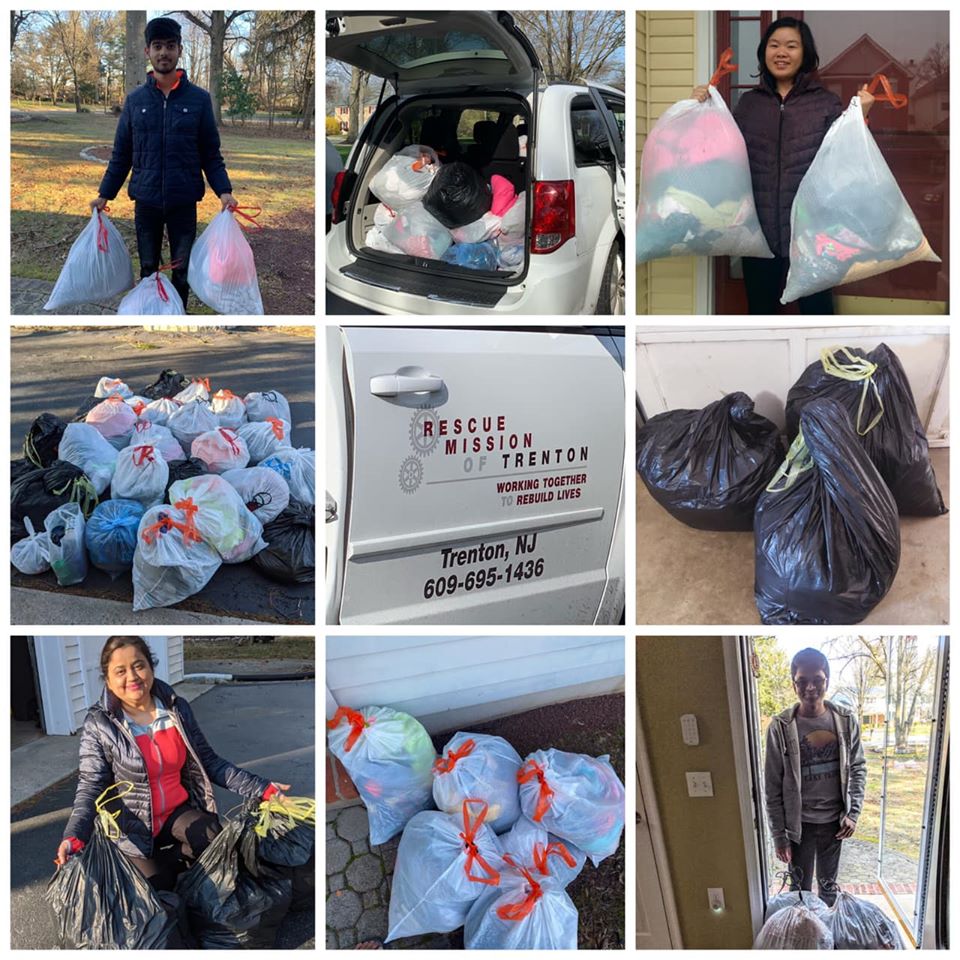 RESCUE
MISSION
OF TRENTON
WORKING TOGETHER
TO REBUILD LIVES
Trenton, NJ
609-695-1436